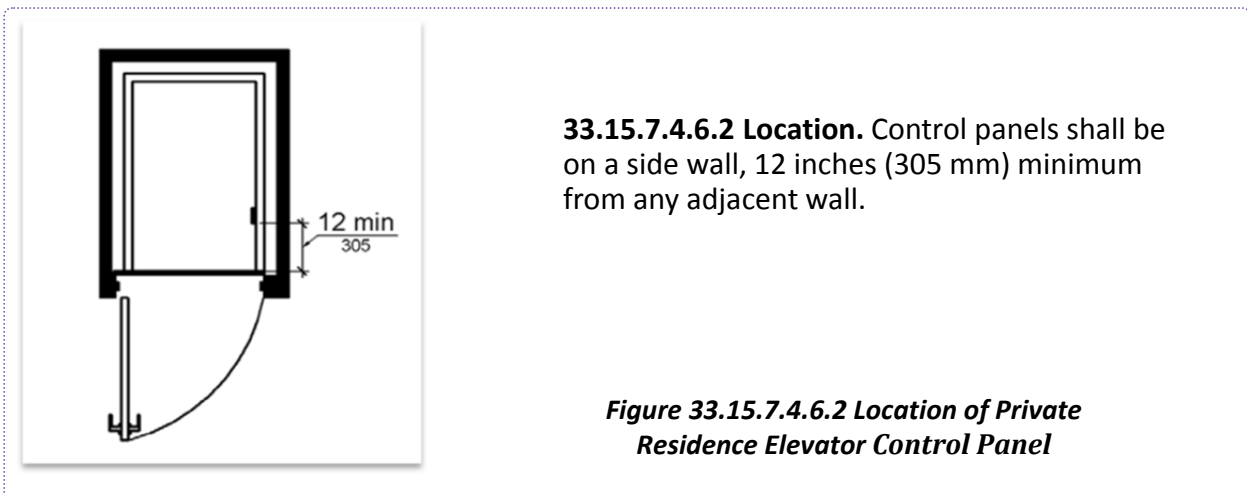 12 min
305
33.15.7.4.6.2 Location. Control panels shall be
on a side wall, 12 inches (305 mm) minimum
from any adjacent wall.
Figure 33.15.7.4.6.2 Location of Private
Residence Elevator Control Panel